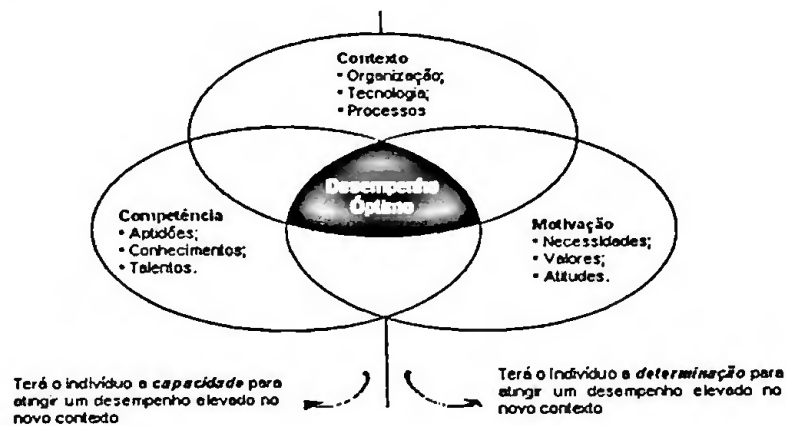 Contexto
• Organização;
• Tecnologia;
• Processos
Desempenho
Óptimo
Competência
• Aptidões;
• Conhecimentos;
• Talentos.
Motivação
• Necessidades;
• Valores;
• Atitudes.
Terá o indivíduo a capacidade para
atingir um desempenho elevado no
novo contexto
Terá o Indivíduo a determinação para
atingir um desempenho elevado no
novo contexto